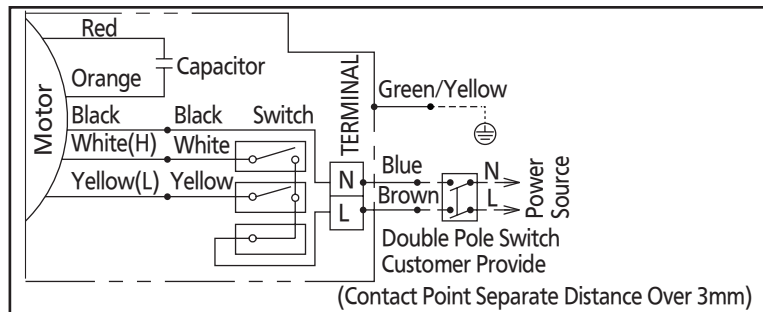 Red
Capacitor
Orange
Motor
Black
Black
Switch
White(H)
White
Yellow(L)
Yellow
TERMINAL
N
L
Green/Yellow
Blue
Brown
N
L
Power
Source
Double Pole Switch
Customer Provide
(Contact Point Separate Distance Over 3mm)